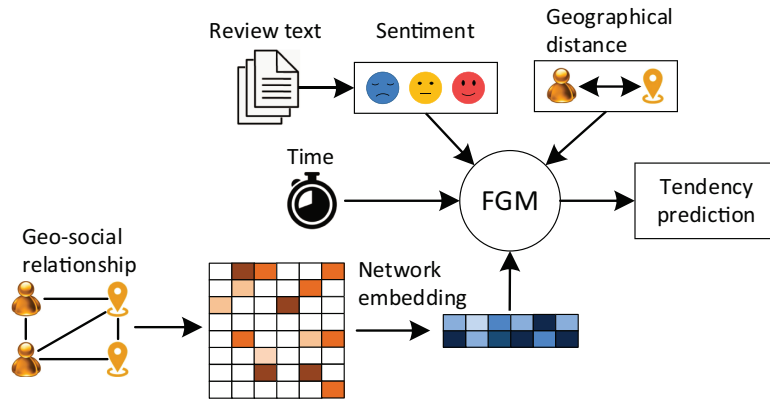 Review text
Sentiment
Geographical
distance
Time
FGM
Tendency
prediction
Geo-social
relationship
Network
embedding